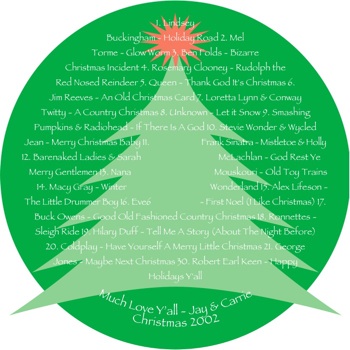 1. Lindsey
Buckingham - Holiday Road 2. Mel
Torme - Glow Worm 3. Ben Folds - Bizarre
Christmas Incident 4. Rosemary Clooney - Rudolph the
Red Nosed Reindeer 5. Queen - Thank God It's Christmas 6.
Jim Reeves - An Old Christmas Card 7. Loretta Lynn & Conway
Twitty - A Country Christmas 8. Unknown - Let it Snow 9. Smashing
Pumpkins & Radiohead - If There Is A God 10. Stevie Wonder & Wycled
Jean - Merry Christmas Baby 11. Frank Sinatra - Mistletoe & Holly
12. Barenaked Ladies & Sarah McLachlan - God Rest Ye
Merry Gentlemen 13. Nana Mouskouu - Old Toy Trains
14. Macy Gray - Winter Wonderland 15. Alex Lifeson -
The Little Drummer Boy 16. Eve6 - First Noel (I Like Christmas) 17.
Buck Owens - Good Old Fashioned Country Christmas 18. Ronnettes -
Sleigh Ride 19. Hilary Duff - Tell Me A Story (About The Night Before)
20. Coldplay - Have Yourself A Merry Little Christmas 21. George
Jones - Maybe Next Christmas 30. Robert Earl Keen - Happy
Holidays Y'all
Much Love Y'all - Jay & Carrie
Christmas 2002